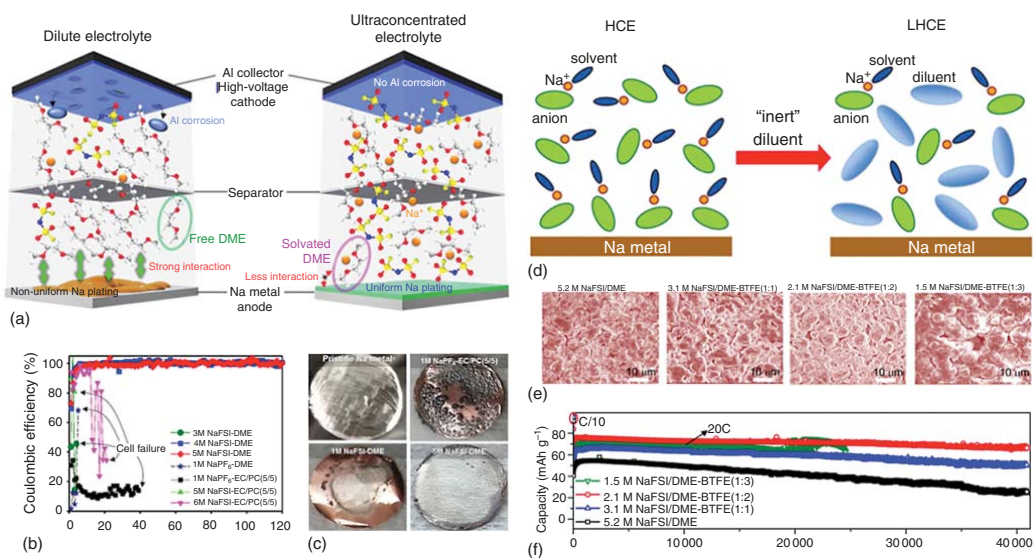 Dilute electrolyte
Ultraconcentrated
electrolyte
Al collector
High-voltage
cathode
Al corrosion
No Al corrosion
Separator
Free DME
Na+
Solvated
DME
Strong interaction
Less interaction
Non-uniform Na plating
Na metal
anode
Uniform Na plating
(a)
Coulombic efficiency (%)
100
80
60
40
20
0
Cell failure
3M NaFSI-DME
4M NaFSI-DME
5M NaFSI-DME
1M NaPF₆-DME
1M NaPF₆-EC/PC(5/5)
5M NaFSI-EC/PC(5/5)
6M NaFSI-EC/PC(5/5)
0 20 40 60 80 100 120
(b)
Pristine Na metal
1M NaPF₆-EC/PC(5/5)
1M NaFSI-DME
5M NaFSI-DME
(c)
HCE
LHCE
solvent
Na+
anion
"inert"
diluent
solvent
diluent
Na+
anion
Na metal
Na metal
(d)
5.2 M NaFSI/DME
3.1 M NaFSI/DME-BTFE(1:1)
2.1 M NaFSI/DME-BTFE(1:2)
1.5 M NaFSI/DME-BTFE(1:3)
10 um
10 um
10 um
10 um
(e)
Capacity (mAh g⁻¹)
100
80
60
40
20
0
C/10
20C
1.5 M NaFSI/DME-BTFE(1:3)
2.1 M NaFSI/DME-BTFE(1:2)
3.1 M NaFSI/DME-BTFE(1:1)
5.2 M NaFSI/DME
0 10 000 20 000 30 000 40 000
(f)